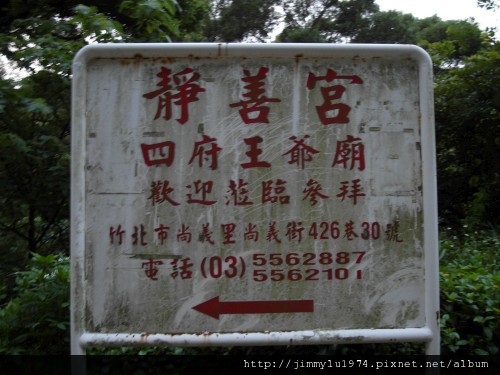 靜善宮
四府王爺廟
歡迎蒞臨參拜
竹北市尚義里尚義街426巷30號
電話(03)5562887
5562101
http://jimmylu1974.pixnet.net/album